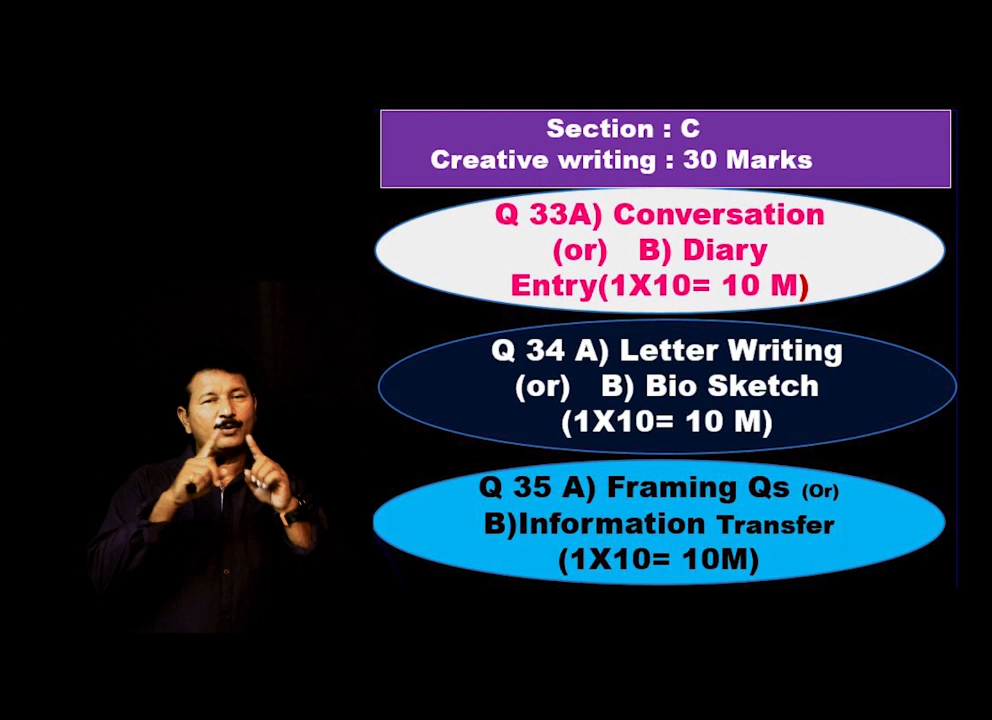 Section : C
Creative writing : 30 Marks
Q 33A) Conversation
(or) B) Diary
Entry(1X10= 10 M)
Q 34 A) Letter Writing
(or) B) Bio Sketch
(1X10= 10 M)
Q 35 A) Framing Qs (Or)
B)Information Transfer
(1X10= 10M)